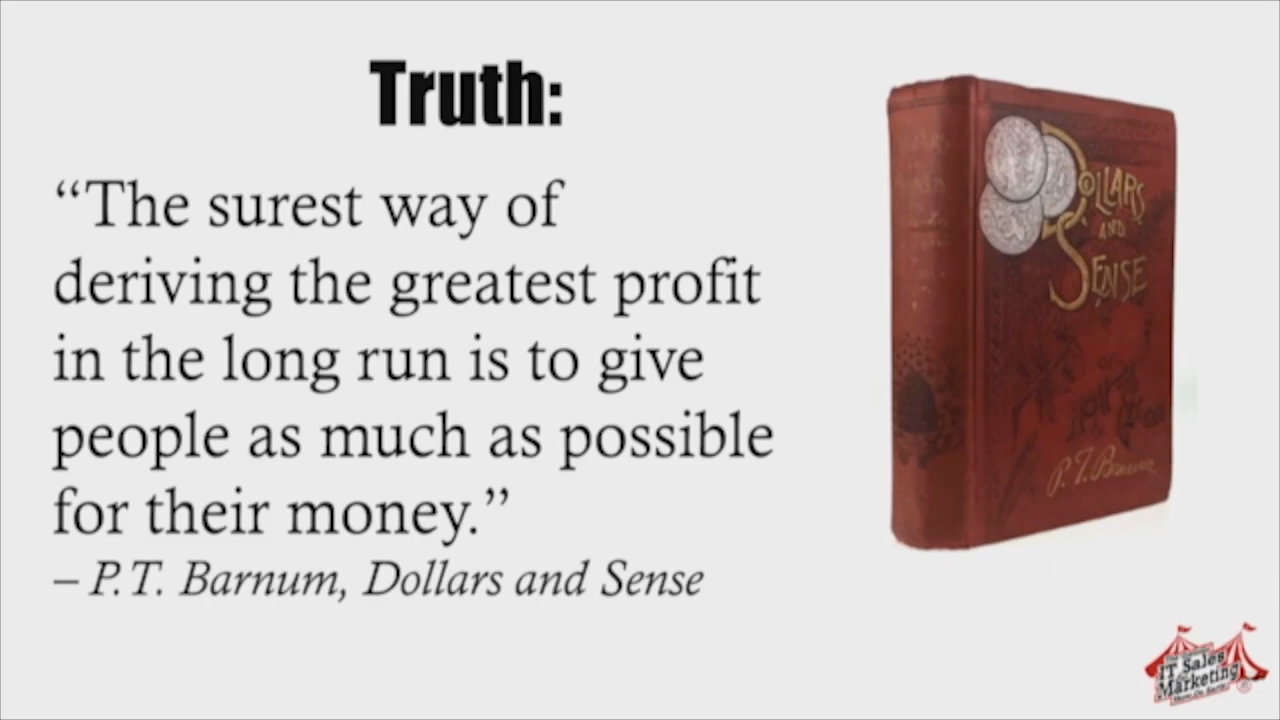 Truth:
“The surest way of
deriving the greatest profit
in the long run is to give
people as much as possible
for their money.”
– P.T. Barnum, Dollars and Sense
DOLLARS
AND
SENSE
OR
P. T. Barnum
IT Sales
Marketing